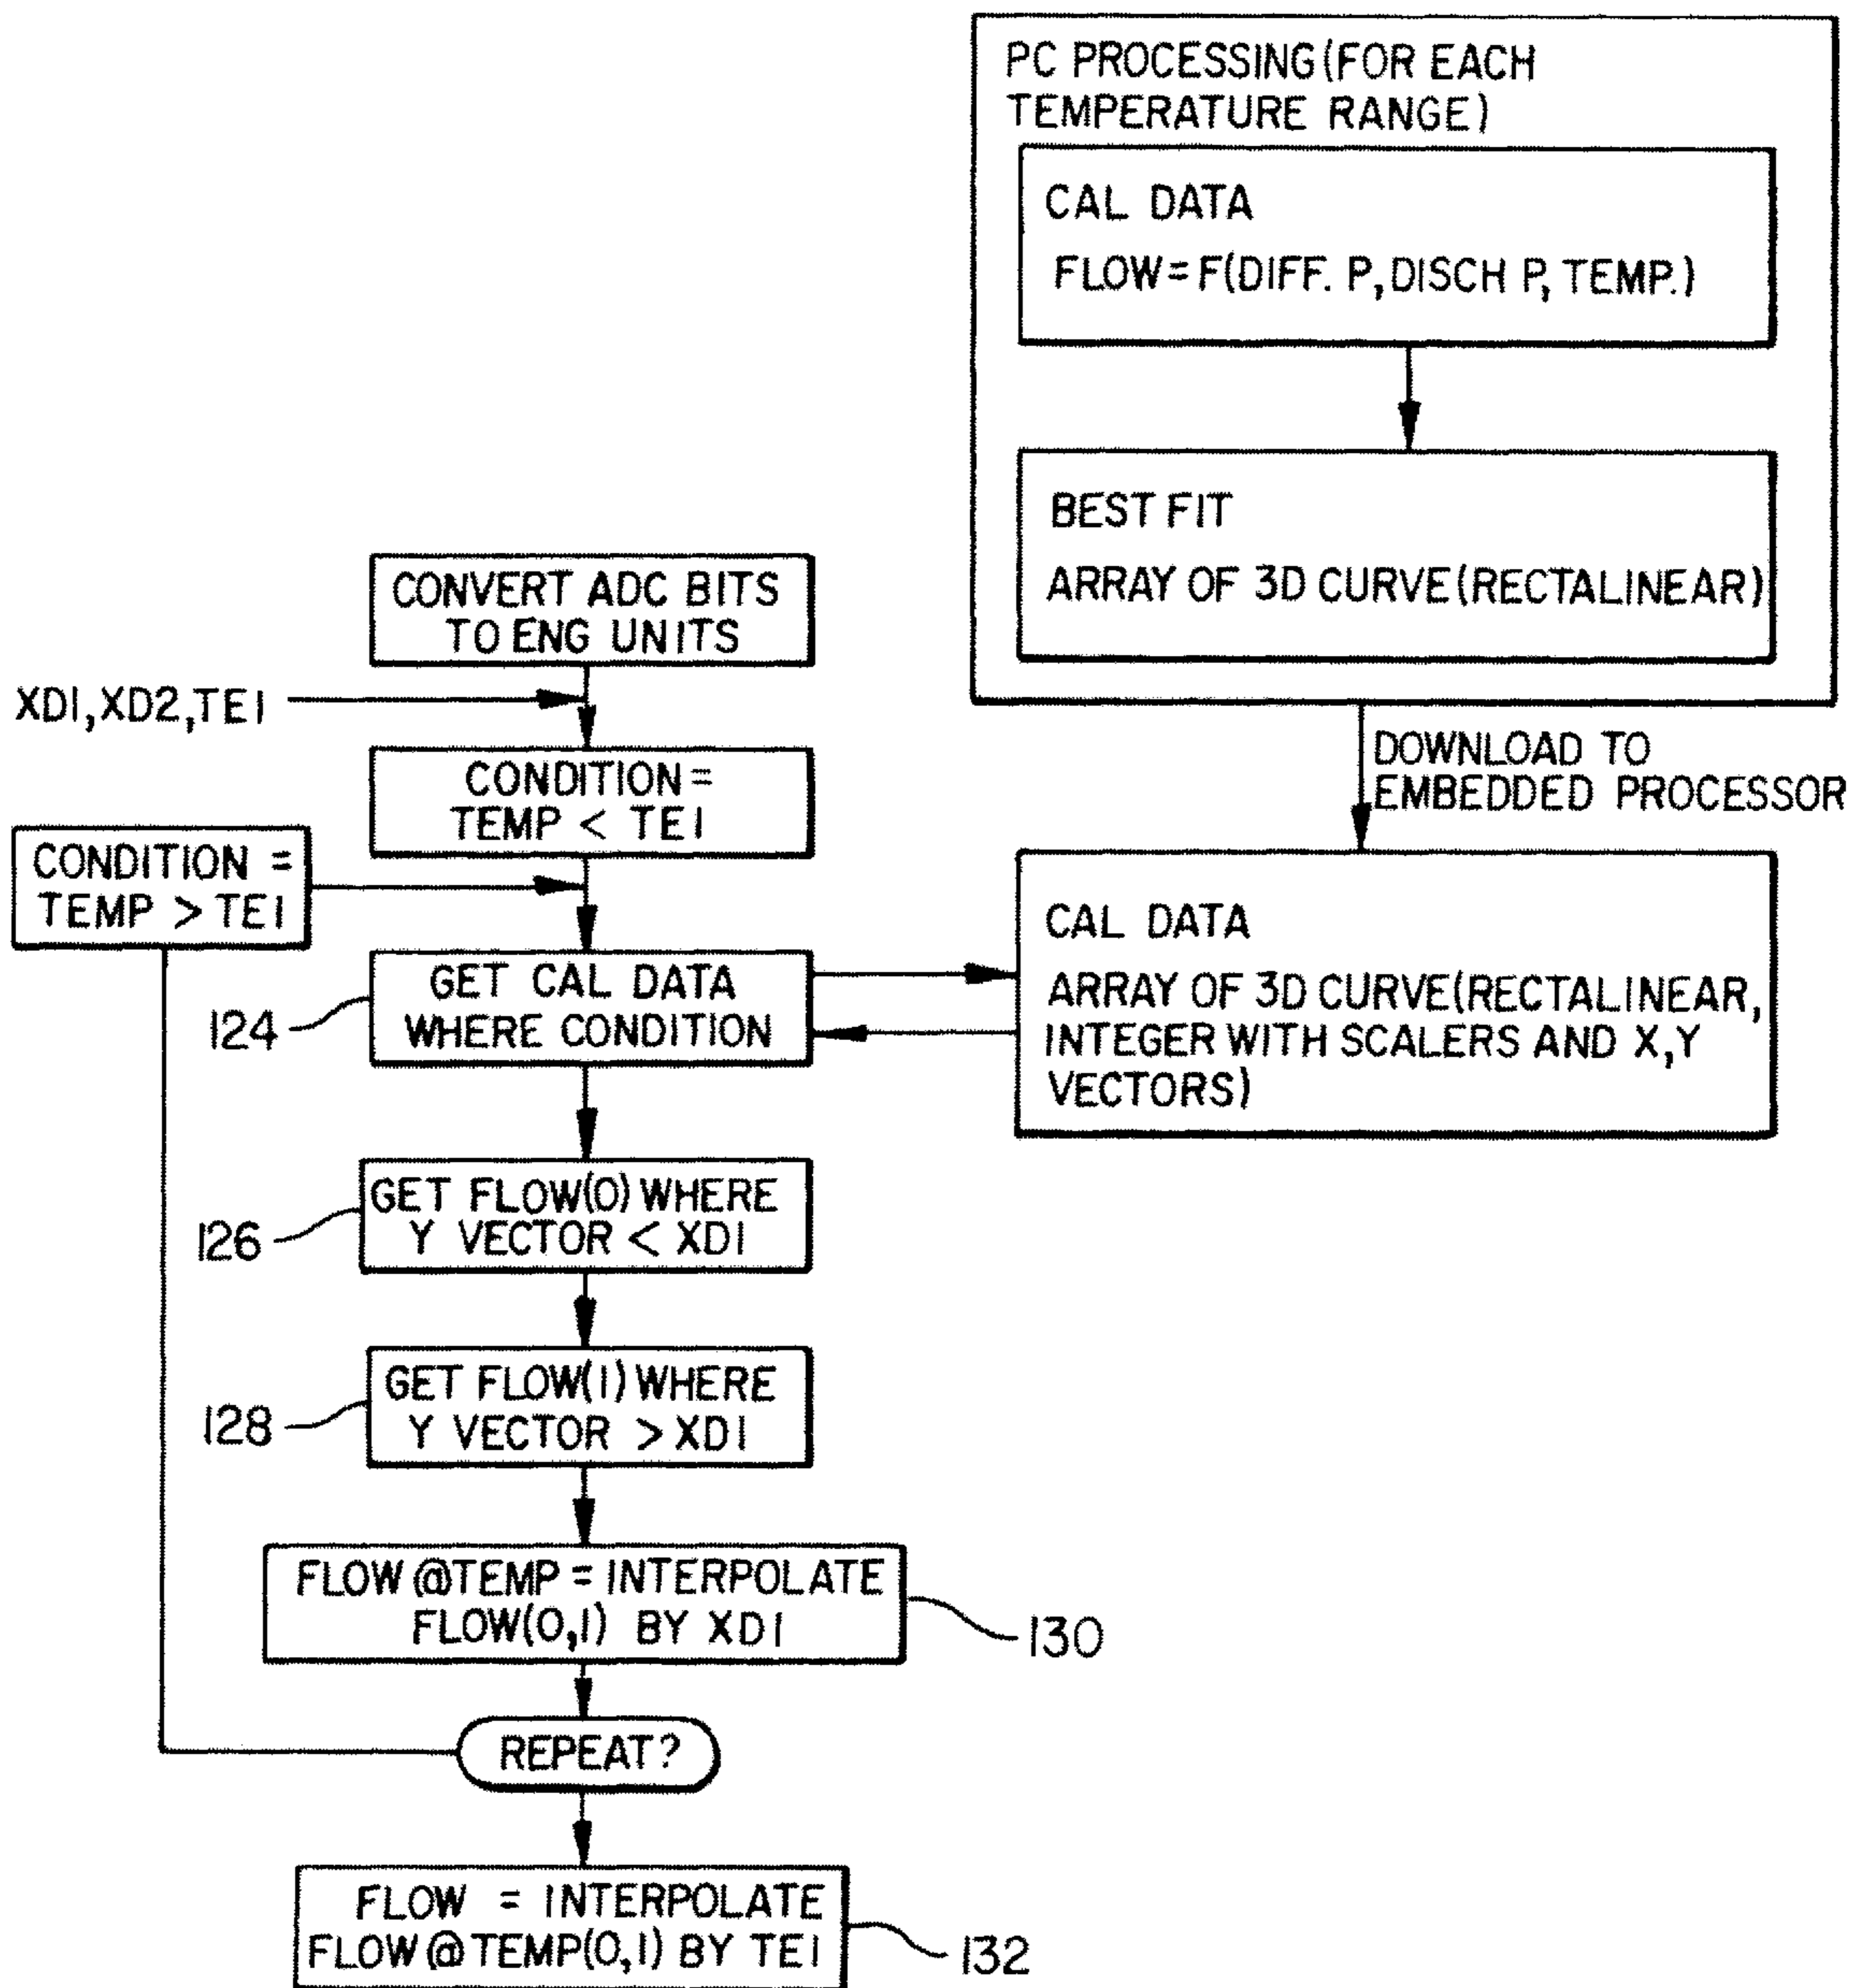 PC PROCESSING(FOR EACH
TEMPERATURE RANGE)
CAL DATA
FLOW=F(DIFF. P,DISCH P,TEMP.)
BEST FIT
ARRAY OF 3D CURVE(RECTALINEAR)
CONVERT ADC BITS
TO ENG UNITS
XD1,XD2,TE1
CONDITION=
TEMP < TE1
DOWNLOAD TO
EMBEDDED PROCESSOR
CONDITION =
TEMP > TE1
CAL DATA
ARRAY OF 3D CURVE(RECTALINEAR,
INTEGER WITH SCALERS AND X,Y
VECTORS)
GET CAL DATA
WHERE CONDITION
124
GET FLOW(0) WHERE
Y VECTOR < XD1
126
GET FLOW(1) WHERE
Y VECTOR > XD1
128
FLOW@TEMP = INTERPOLATE
FLOW(0,1) BY XD1
130
REPEAT?
FLOW = INTERPOLATE
FLOW@TEMP(0,1) BY TE1
132